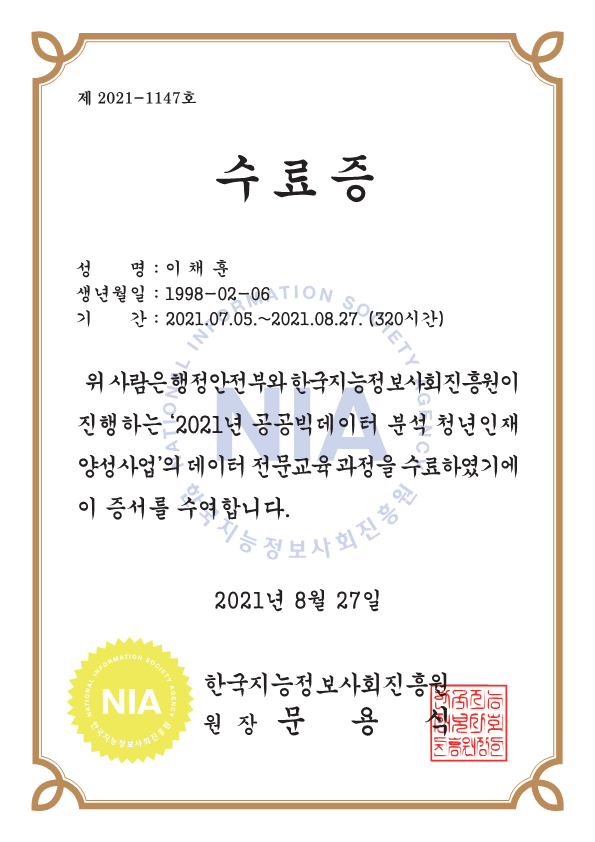 제 2021-1147호
수료증
성 명 : 이 채 훈
생년월일 : 1998-02-06
기 간 : 2021.07.05.~2021.08.27. (320시간)
위 사람은 행정안전부와 한국지능정보사회진흥원이
진행하는 '2021년 공공빅데이터 분석 청년인재
양성사업'의 데이터 전문교육 과정을 수료하였기에
이 증서를 수여합니다.
NATIONAL INFORMATION SOCIETY AGENCY
NIA
한국지능정보사회진흥원
2021년 8월 27일
한국지능정보사회진흥원
원 장 문 용 식
NATIONAL INFORMATION SOCIETY AGENCY
NIA
한국지능정보사회진흥원